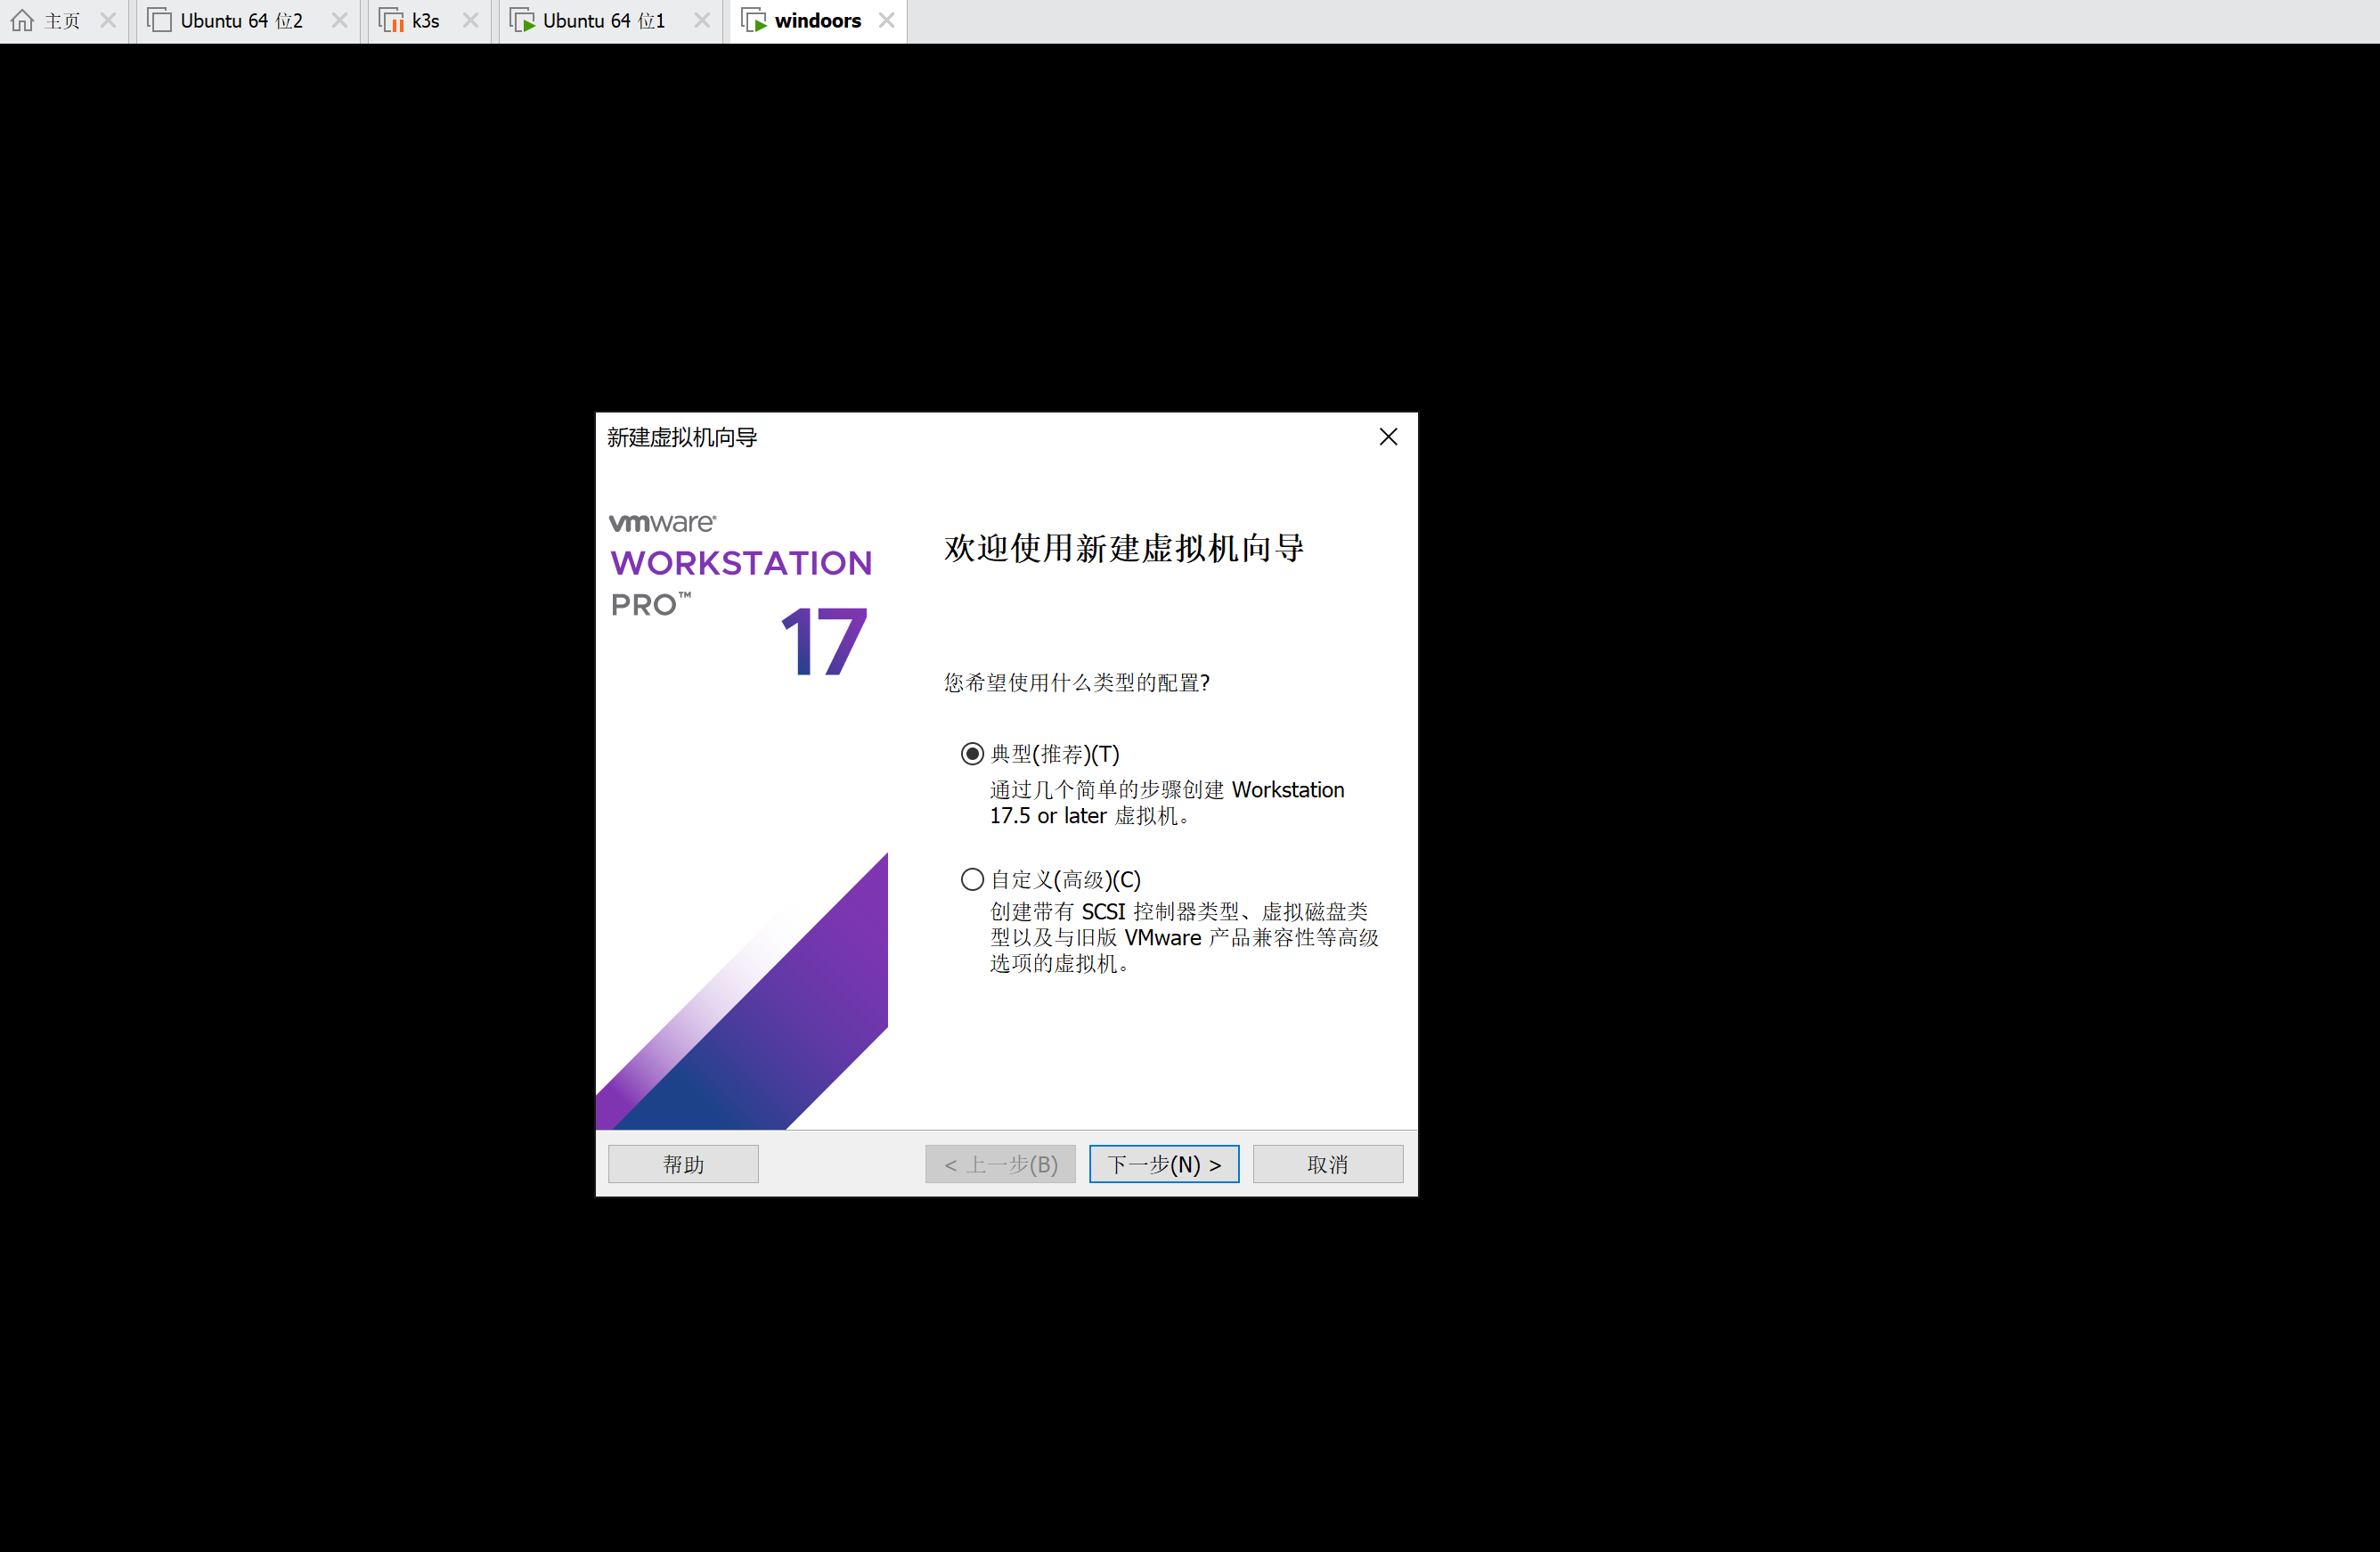 主页
Ubuntu 64 位2
k3s
Ubuntu 64 位1
windoors
新建虚拟机向导
vmware®
WORKSTATION
PRO™
17
欢迎使用新建虚拟机向导
您希望使用什么类型的配置?
典型(推荐)(T)
通过几个简单的步骤创建 Workstation
17.5 or later 虚拟机。
自定义(高级)(C)
创建带有 SCSI 控制器类型、虚拟磁盘类
型以及与旧版 VMware 产品兼容性等高级
选项的虚拟机。
帮助
< 上一步(B)
下一步(N) >
取消